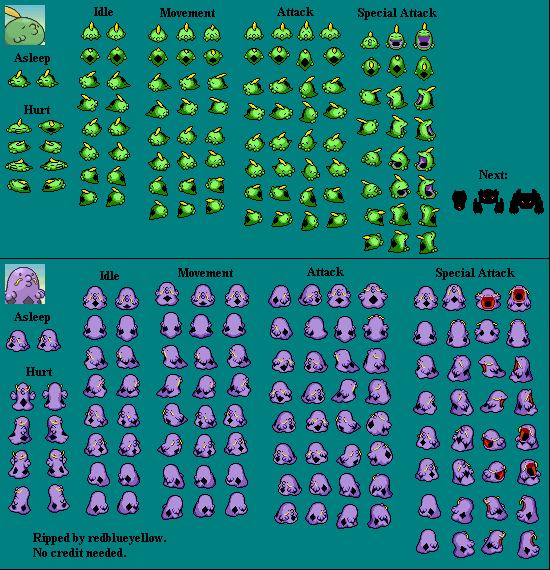 Idle
Movement
Attack
Special Attack
Asleep
Hurt
Next:
Idle
Movement
Attack
Special Attack
Asleep
Hurt
Ripped by redblueyellow.
No credit needed.